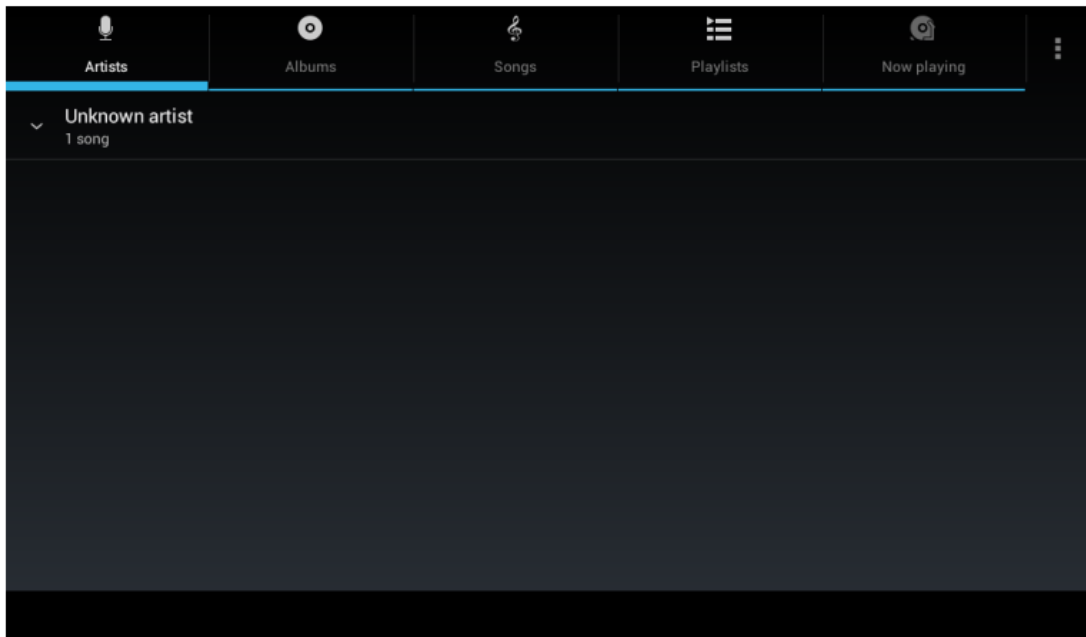 Artists
Albums
Songs
Playlists
Now playing
Unknown artist
1 song